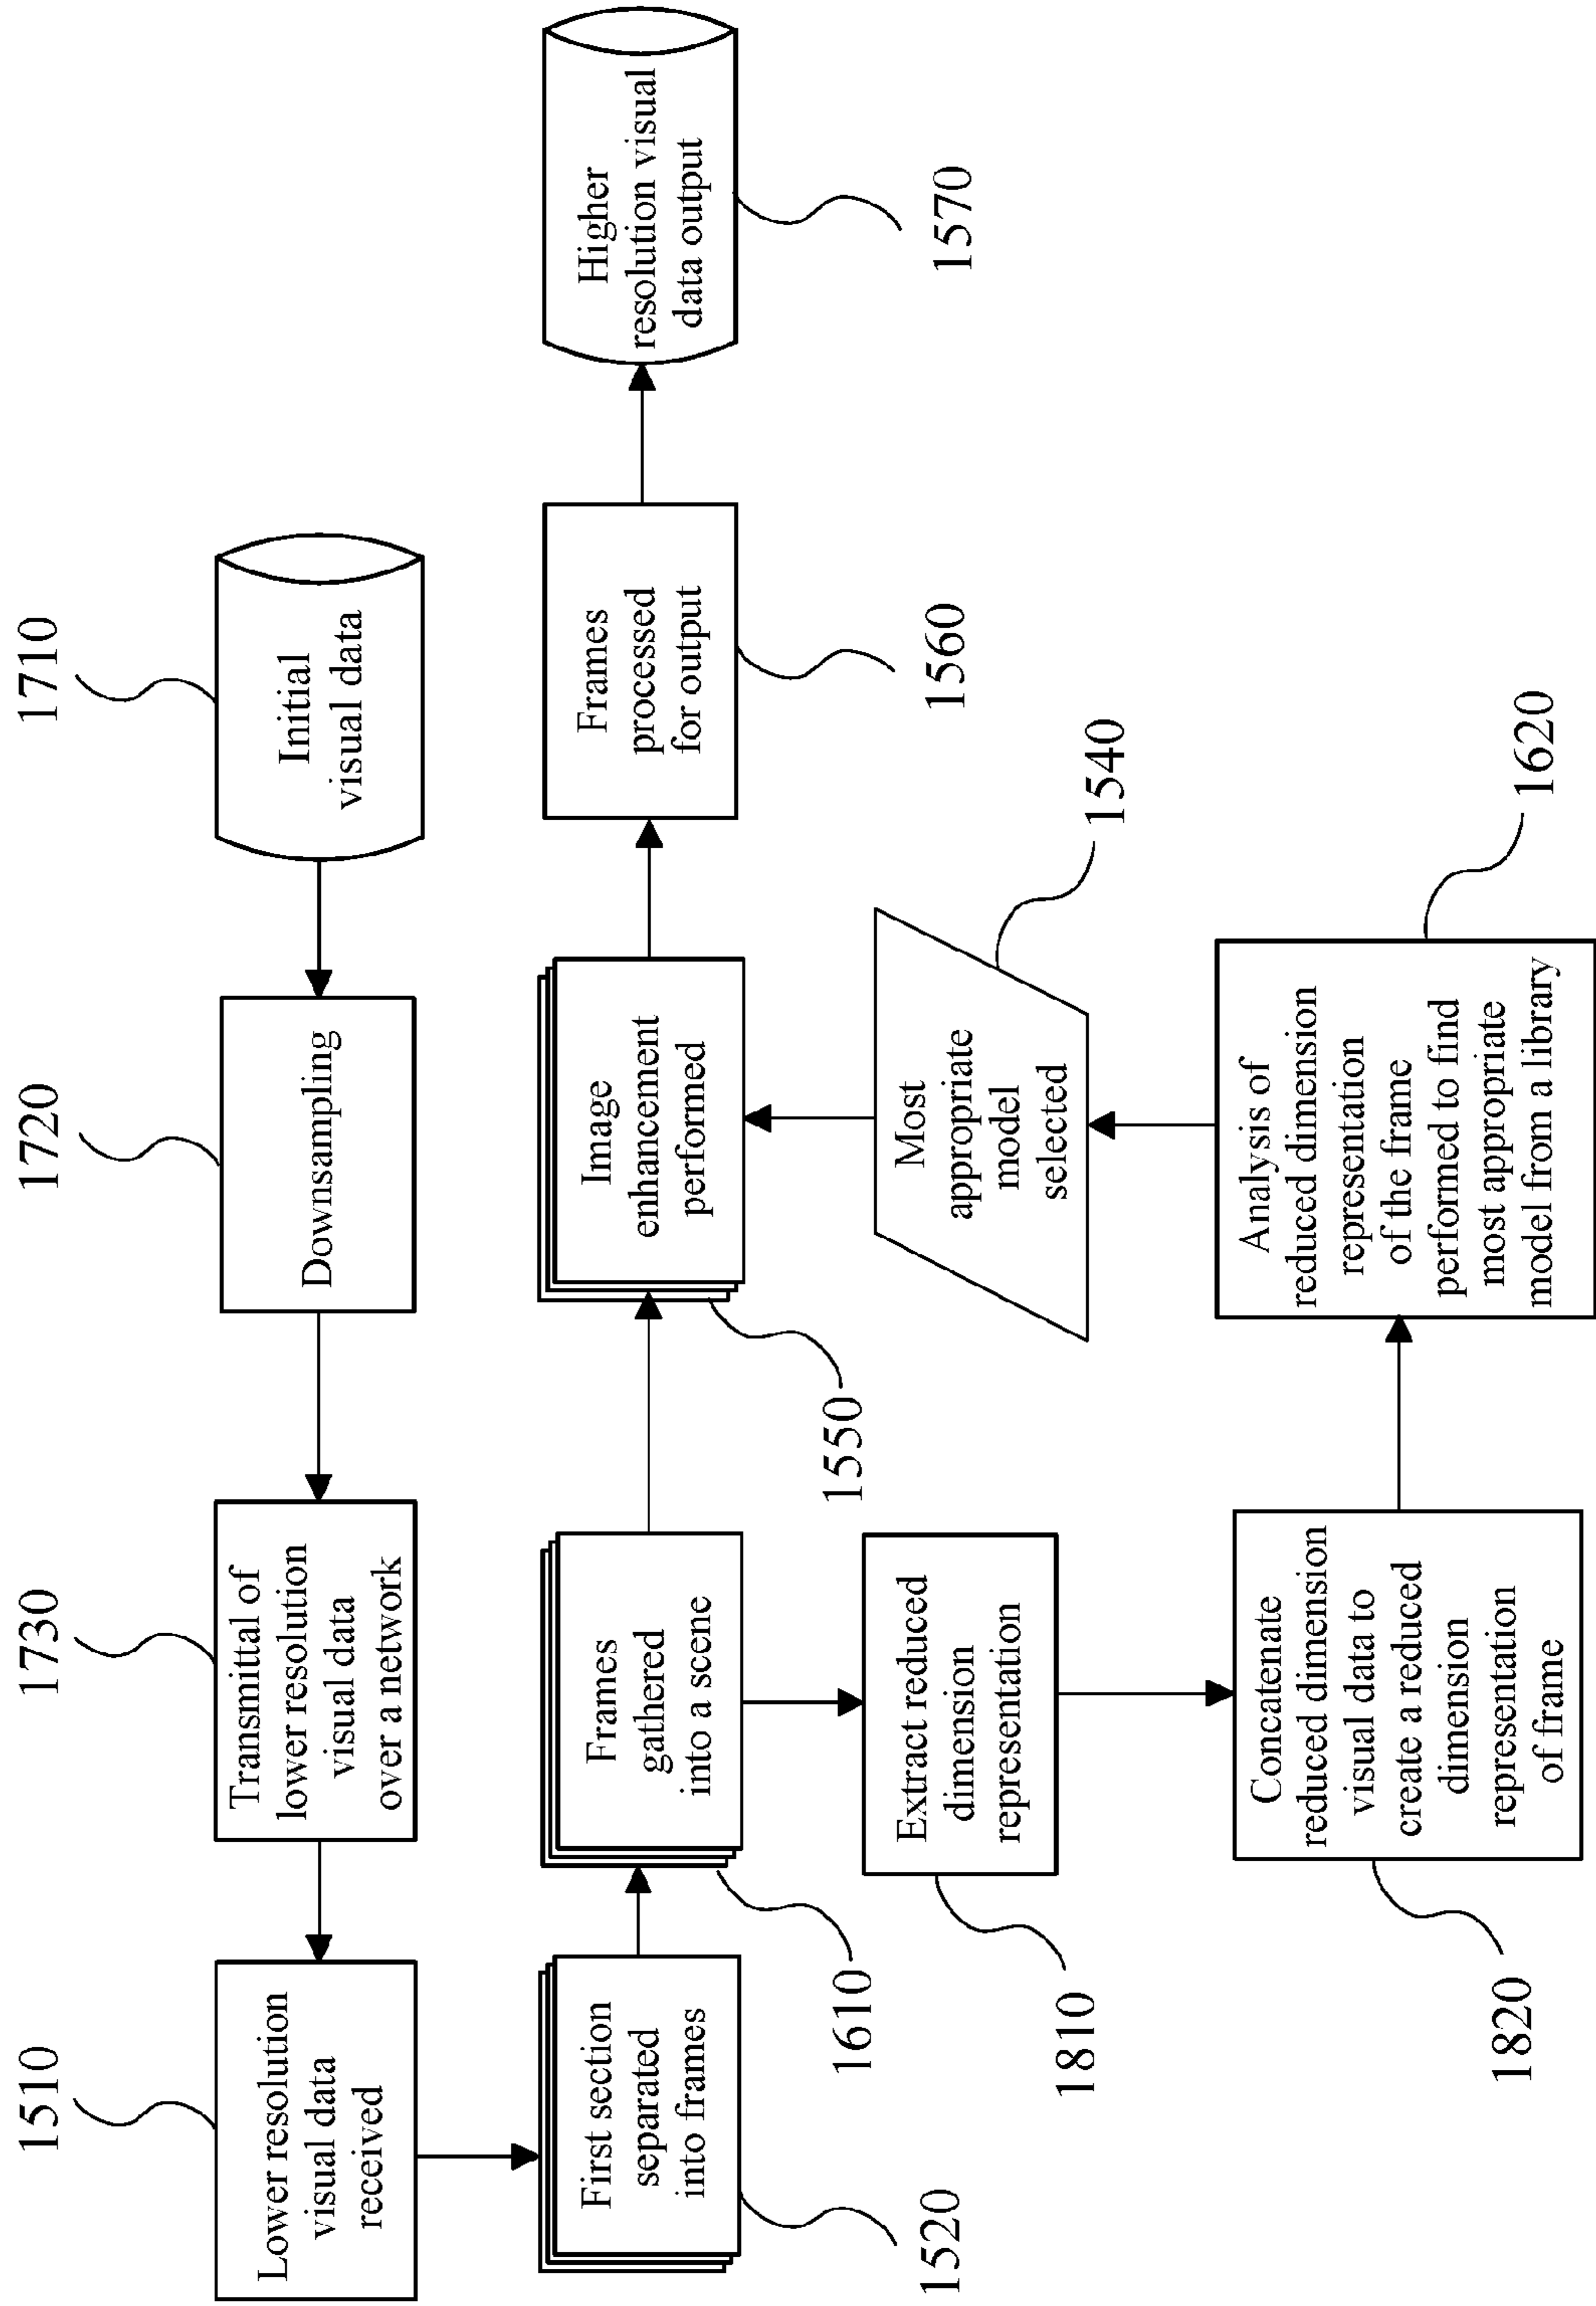 1510
1730
1720
1710
Lower resolution
visual data
received
Transmittal of
lower resolution
visual data
over a network
Downsampling
Initial
visual data
First section
separated
into frames
Frames
gathered
into a scene
Image
enhancement
performed
Frames
processed
for output
Higher
resolution visual
data output
1520
1610
1550
1560
1570
Extract reduced
dimension
representation
Most
appropriate
model
selected
1810
1540
Concatenate
reduced dimension
visual data to
create a reduced
dimension
representation
of frame
Analysis of
reduced dimension
representation
of the frame
performed to find
most appropriate
model from a library
1820
1620